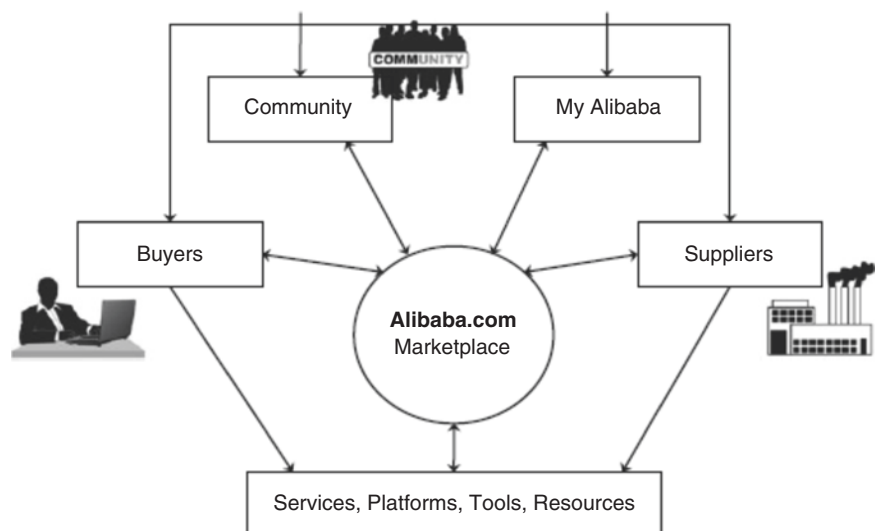 COMMUNITY
Community
My Alibaba
Buyers
Suppliers
Alibaba.com
Marketplace
Services, Platforms, Tools, Resources